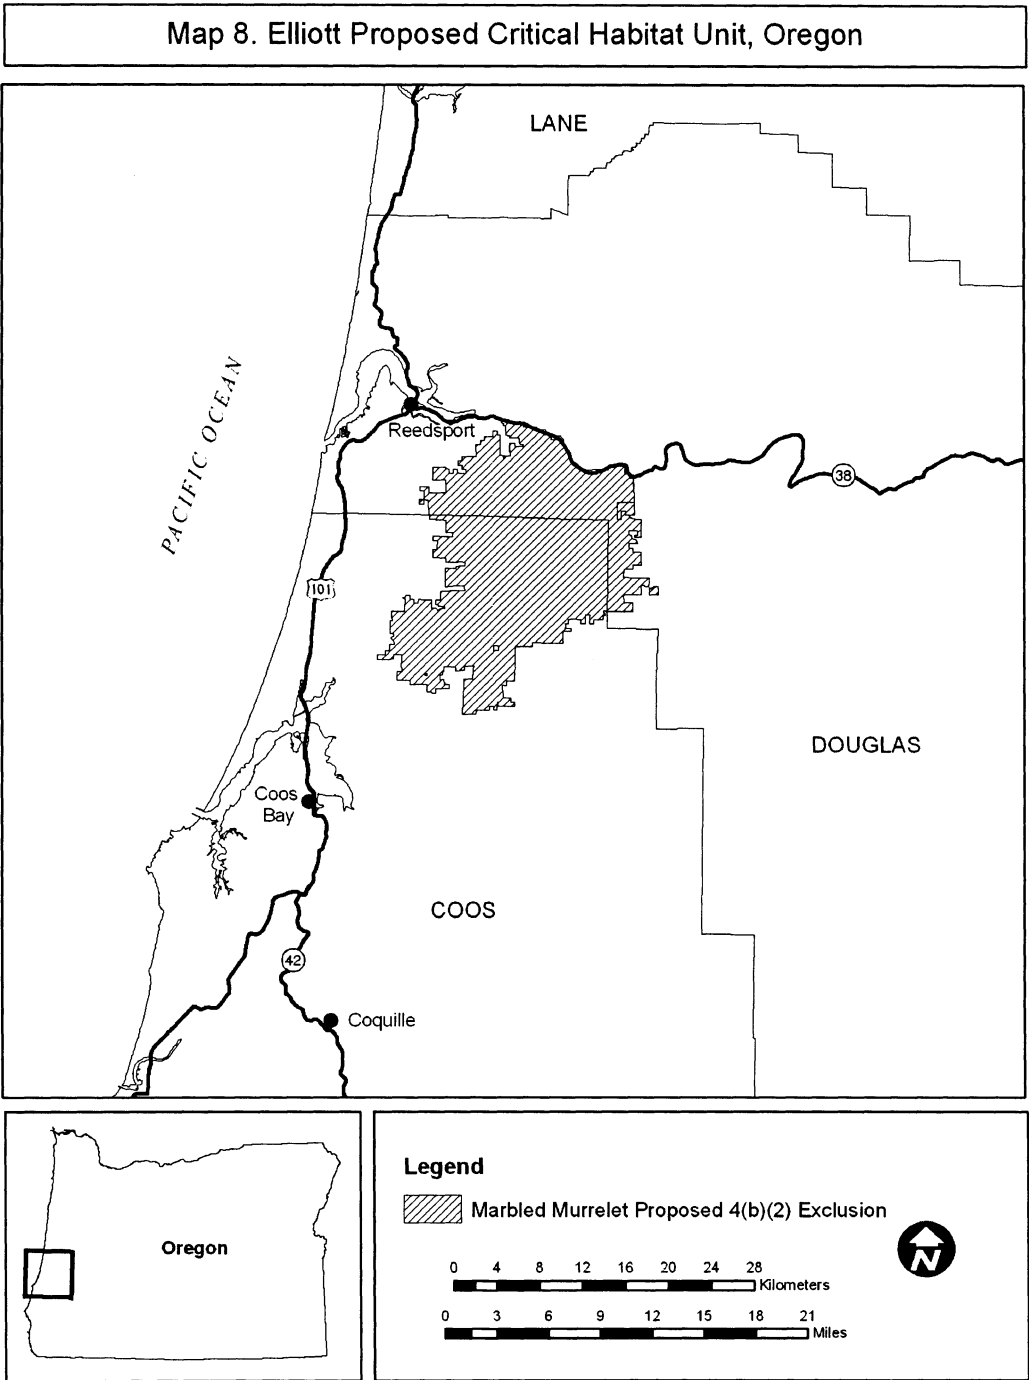 Map 8. Elliott Proposed Critical Habitat Unit, Oregon
LANE
PACIFIC OCEAN
Reedsport
38
101
DOUGLAS
Coos
Bay
COOS
42
Coquille
Oregon
Legend
Marbled Murrelet Proposed 4(b)(2) Exclusion
N
0 4 8 12 16 20 24 28
Kilometers
0 3 6 9 12 15 18 21
Miles